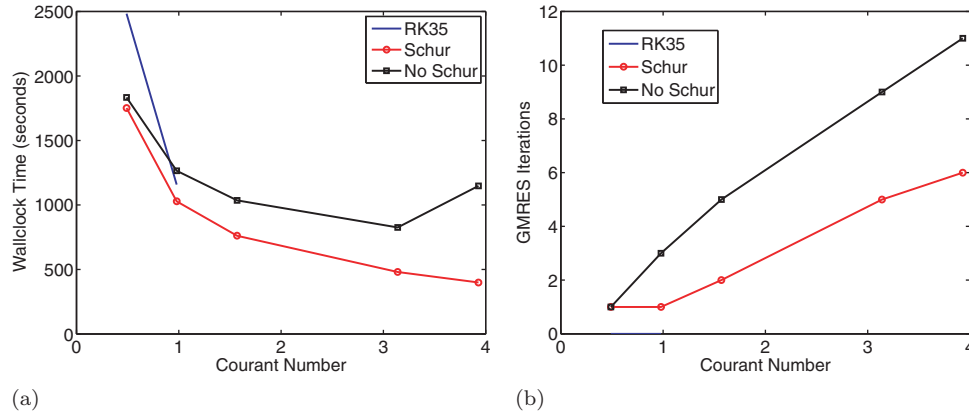 2500
2000
1500
1000
500
0
Wallclock Time (seconds)
RK35
Schur
No Schur
0
1
2
3
4
Courant Number
(a)
12
10
8
6
4
2
0
GMRES Iterations
RK35
Schur
No Schur
0
1
2
3
4
Courant Number
(b)